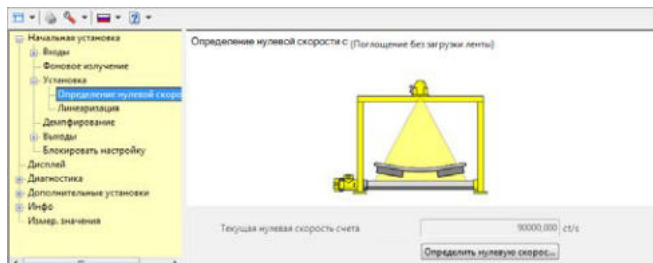 Начальная установка
Входы
Фоновое излучение
Установка
Определение нулевой скоро
Линеаризация
Демпфирование
Выходы
Блокировать настройку
Дисплей
Диагностика
Дополнительные установки
Инфо
Измер. значения
Определение нулевой скорости с (Поглощение без загрузки ленты)
Текущая нулевая скорость счета 90000,000 ct/s
Определить нулевую скорос...